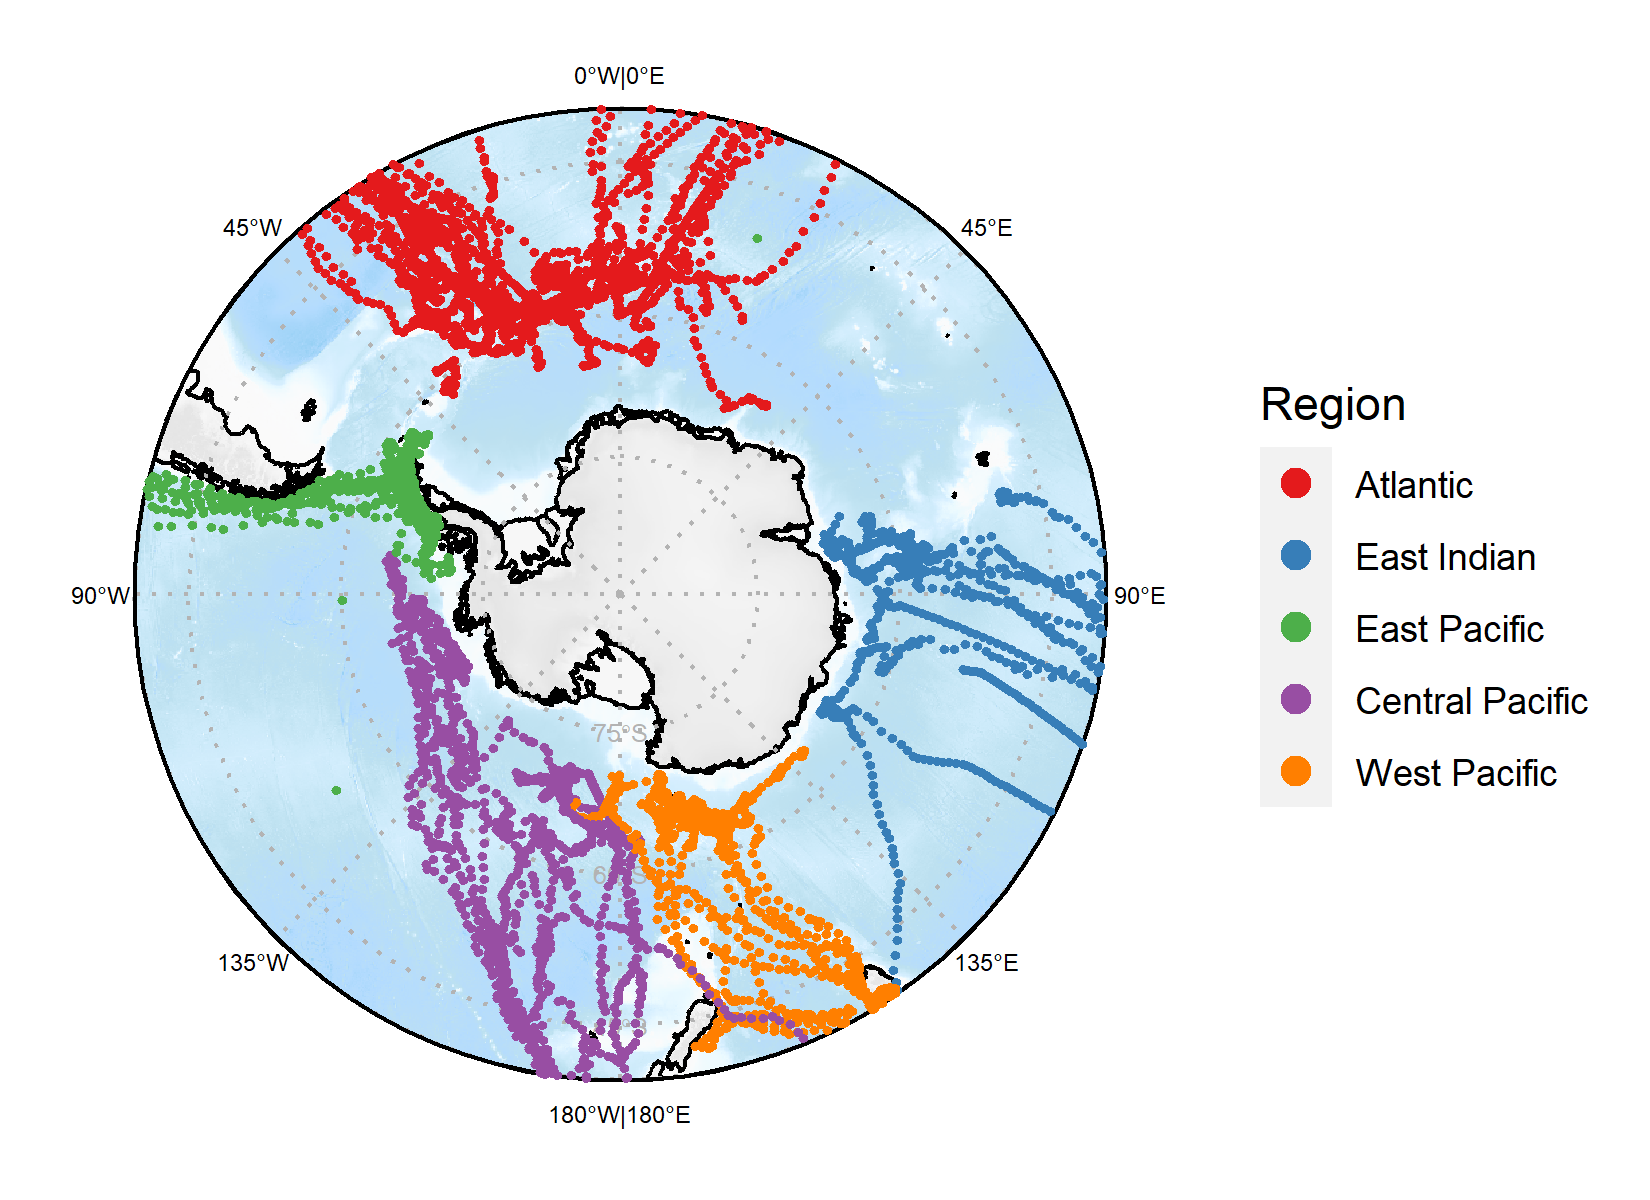 0°W|0°E
45°W
45°E
Region
Atlantic
East Indian
90°W
90°E
East Pacific
Central Pacific
75°S
West Pacific
135°W
135°E
180°W|180°E